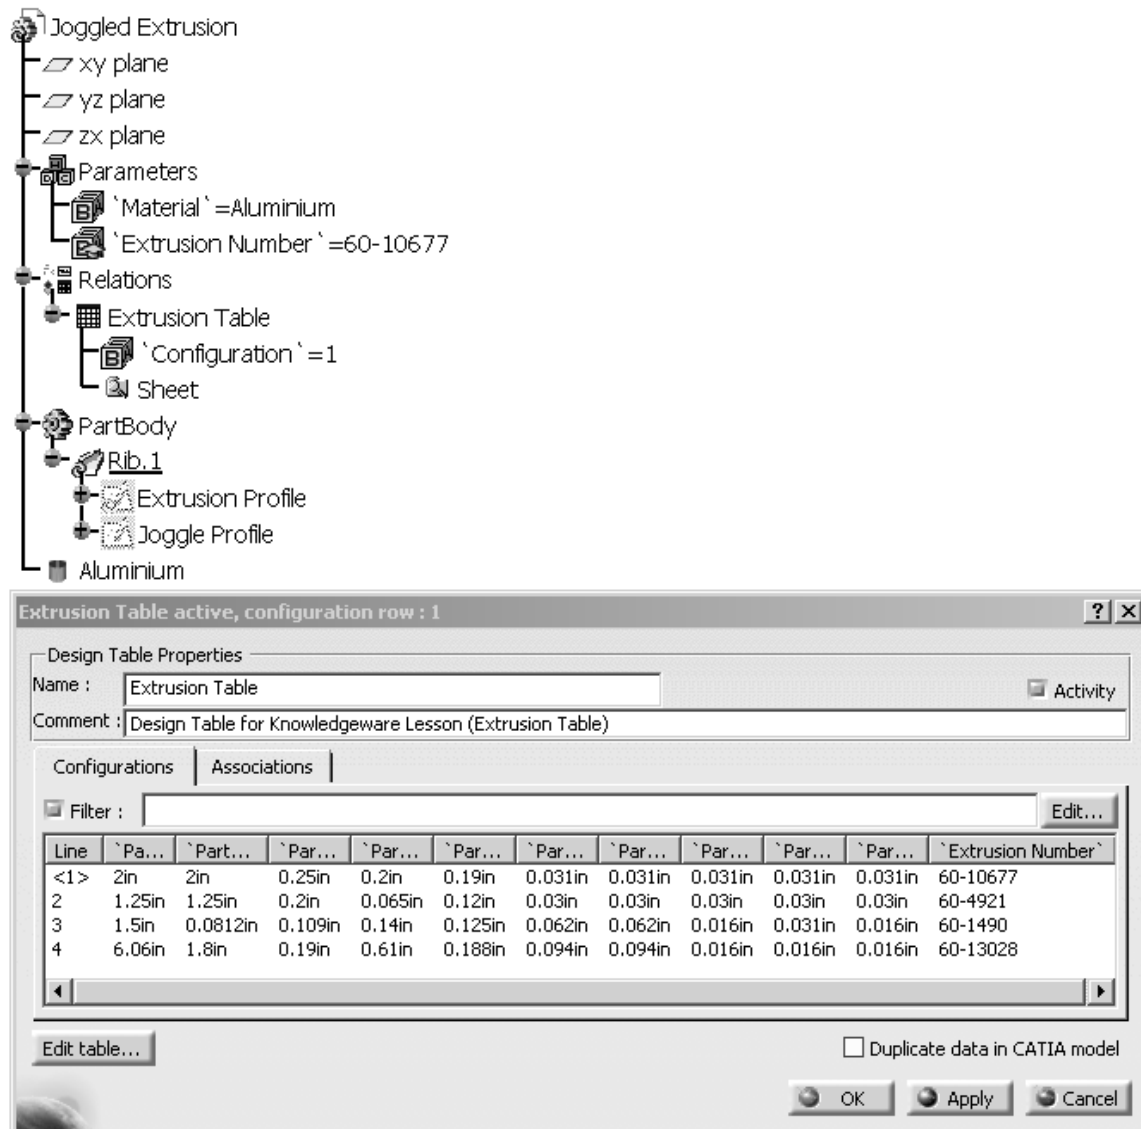 Joggled Extrusion
xy plane
yz plane
zx plane
Parameters
`Material`=Aluminium
`Extrusion Number`=60-10677
Relations
Extrusion Table
`Configuration`=1
Sheet
PartBody
Rib.1
Extrusion Profile
Joggle Profile
Aluminium
Extrusion Table active, configuration row : 1
Design Table Properties
Name : Extrusion Table Activity
Comment : Design Table for Knowledgeware Lesson (Extrusion Table)
Configurations Associations
Filter : Edit...
Line `Pa... `Part... `Par... `Par... `Par... `Par... `Par... `Par... `Par... `Par... `Extrusion Number`
<1> 2in 2in 0.25in 0.2in 0.19in 0.031in 0.031in 0.031in 0.031in 0.031in 60-10677
2 1.25in 1.25in 0.2in 0.065in 0.12in 0.03in 0.03in 0.03in 0.03in 0.03in 60-4921
3 1.5in 0.0812in 0.109in 0.14in 0.125in 0.062in 0.062in 0.016in 0.031in 0.016in 60-1490
4 6.06in 1.8in 0.19in 0.61in 0.188in 0.094in 0.094in 0.016in 0.016in 0.016in 60-13028
Edit table... Duplicate data in CATIA model
OK Apply Cancel